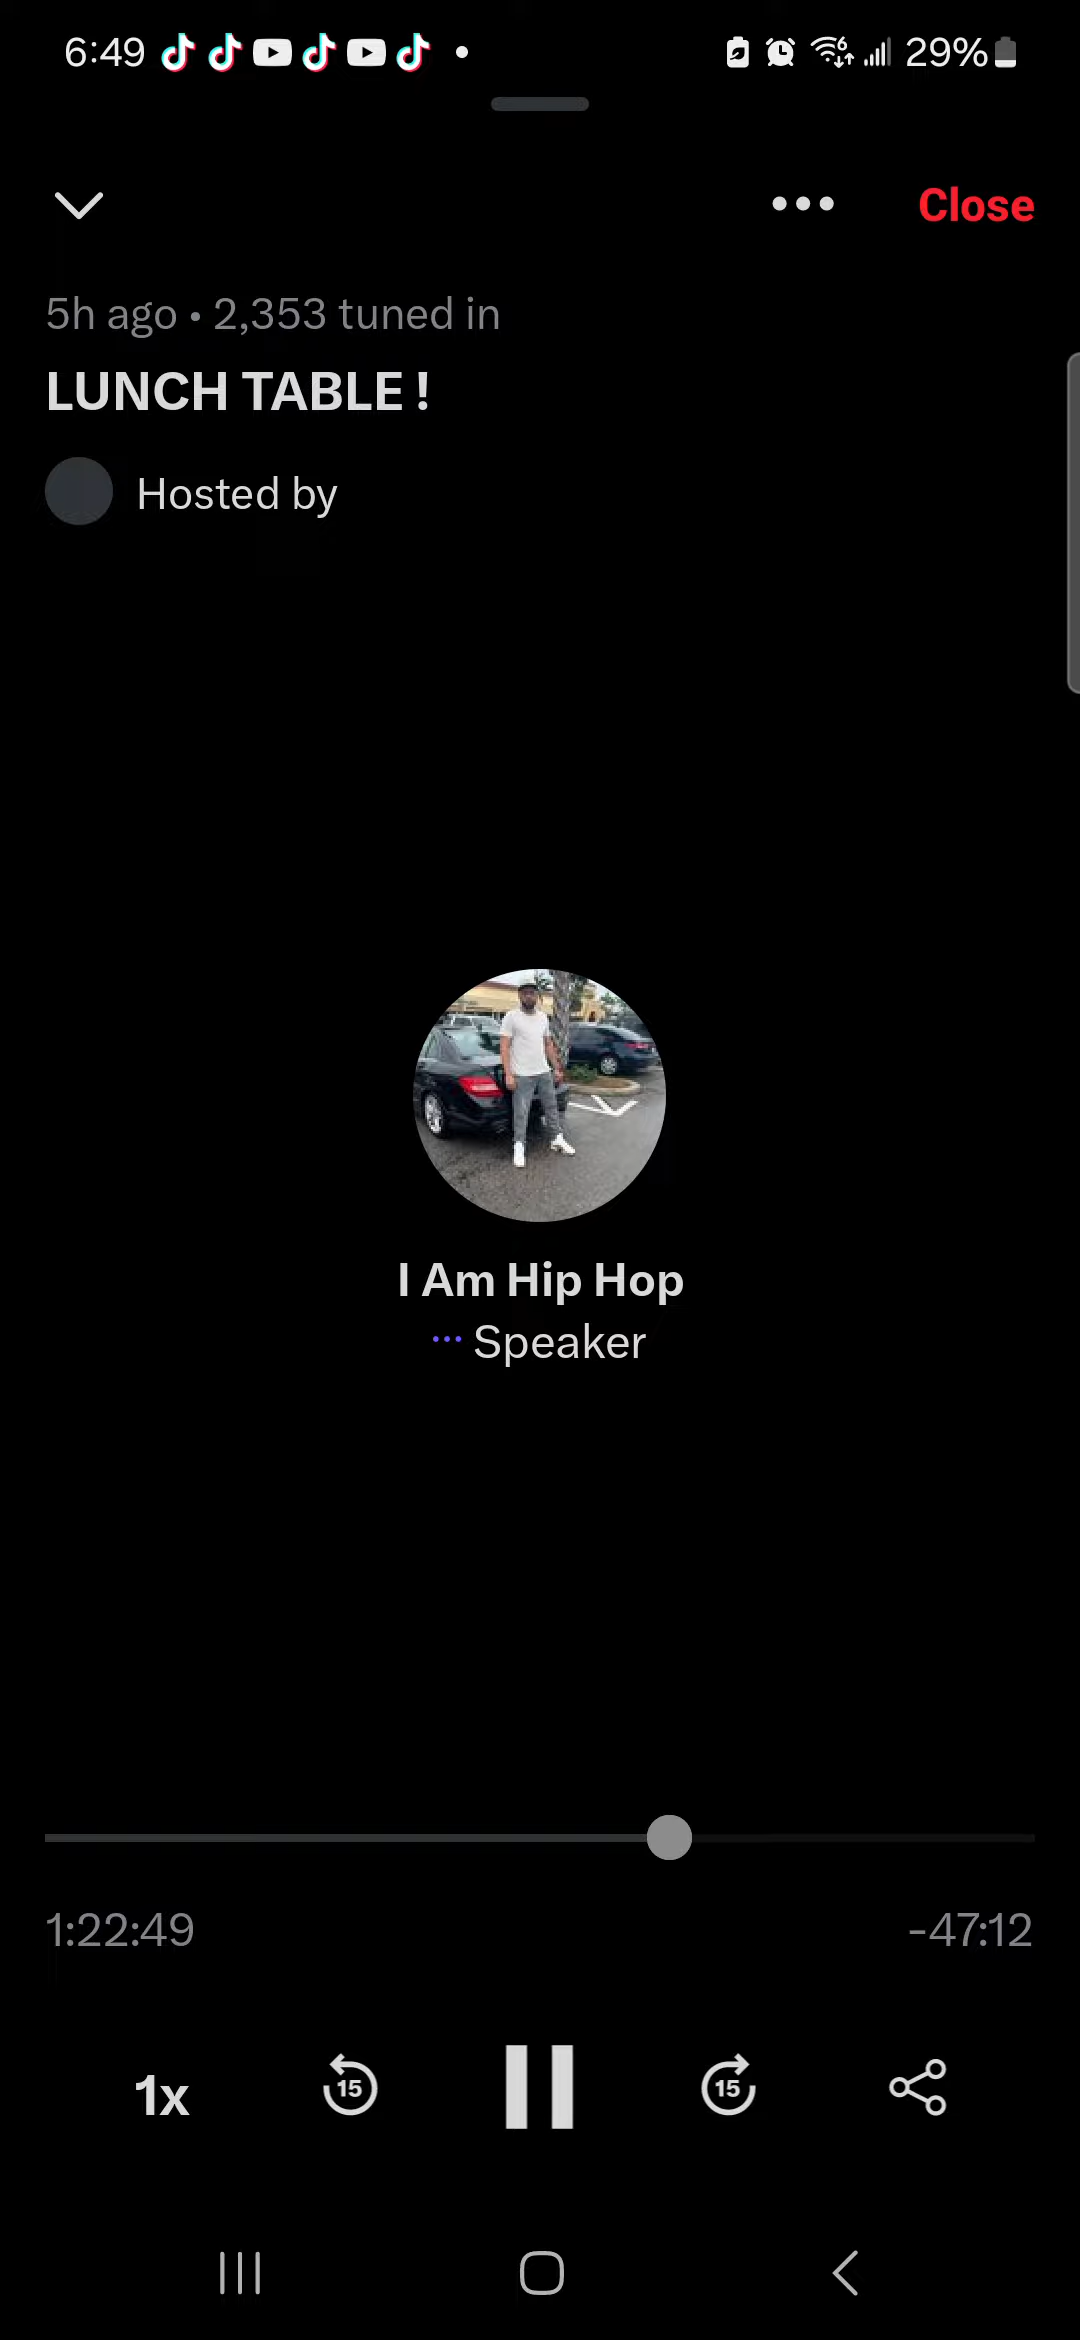 6:49
29%
Close
5h ago • 2,353 tuned in
LUNCH TABLE !
Hosted by
I Am Hip Hop
··· Speaker
1:22:49
-47:12
1x
15
15